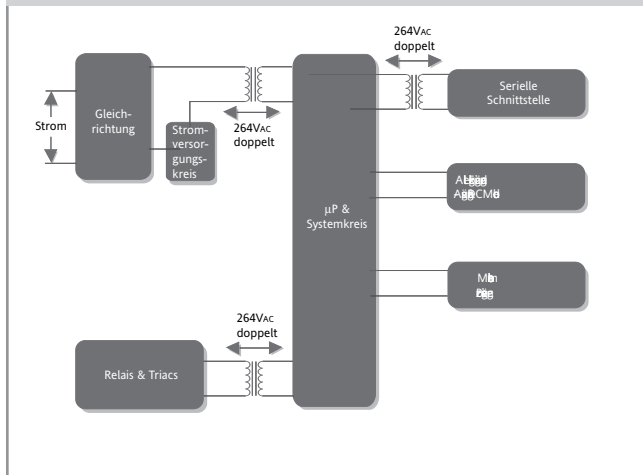 264VAC
doppelt
264VAC
doppelt
Gleich-
richtung
Strom
Strom-
versor-
gungs-
kreis
Serielle
Schnittstelle
µP &
Systemkreis
264VAC
doppelt
Relais & Triacs